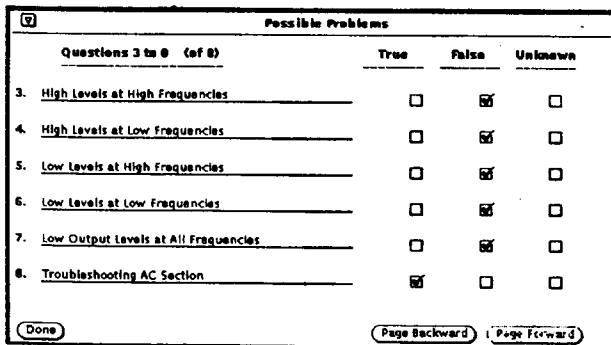 Possible Problems
Questions 3 to 8 (of 8) True False Unknown
3. High Levels at High Frequencies
4. High Levels at Low Frequencies
5. Low Levels at High Frequencies
6. Low Levels at Low Frequencies
7. Low Output Levels at All Frequencies
8. Troubleshooting AC Section
Done Page Backward Page Forward